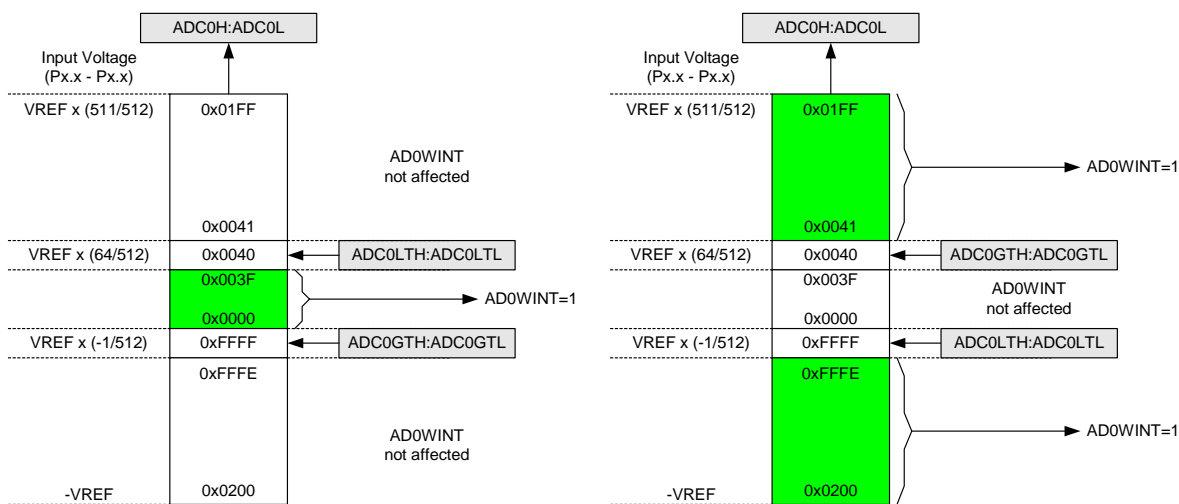 ADC0H:ADC0L
Input Voltage
(Px.x - Px.x)
VREF x (511/512)
0x01FF
AD0WINT
not affected
0x0041
VREF x (64/512)
0x0040
ADC0LTH:ADC0LTL
0x003F
AD0WINT=1
0x0000
VREF x (-1/512)
0xFFFF
ADC0GTH:ADC0GTL
0xFFFE
AD0WINT
not affected
-VREF
0x0200
ADC0H:ADC0L
Input Voltage
(Px.x - Px.x)
VREF x (511/512)
0x01FF
AD0WINT=1
0x0041
VREF x (64/512)
0x0040
ADC0GTH:ADC0GTL
0x003F
AD0WINT
not affected
0x0000
VREF x (-1/512)
0xFFFF
ADC0LTH:ADC0LTL
0xFFFE
AD0WINT=1
-VREF
0x0200